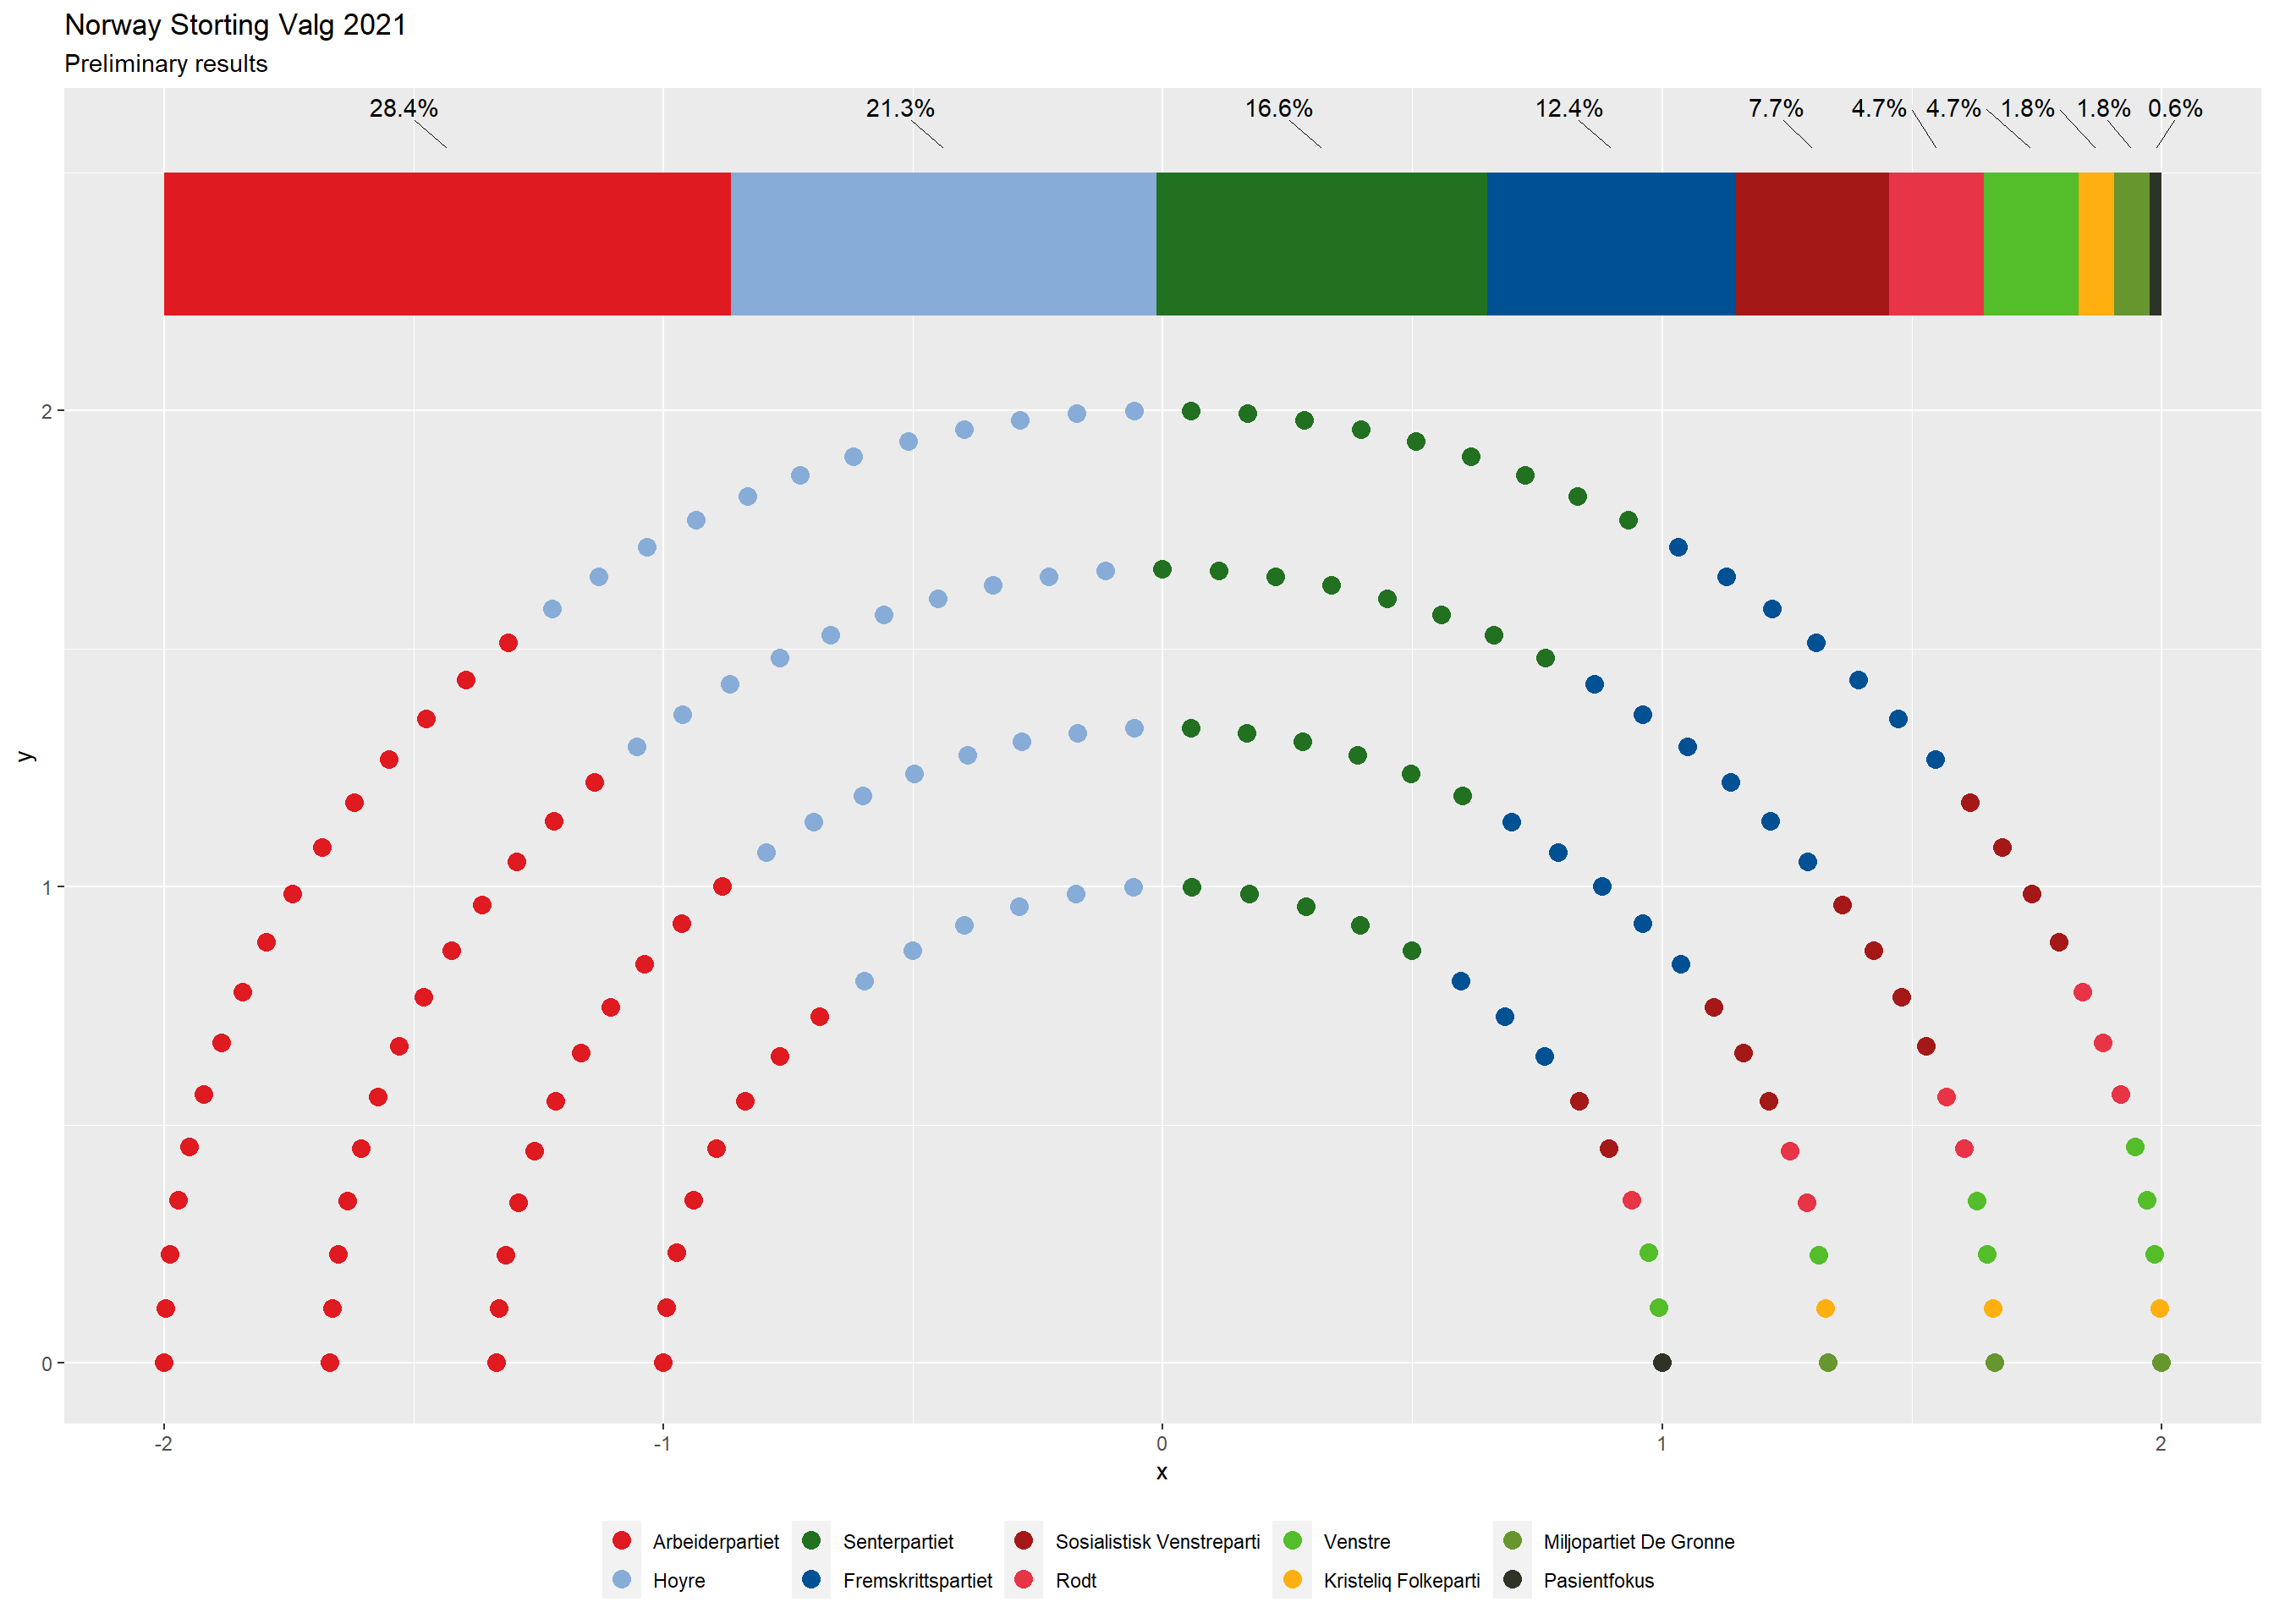 Norway Storting Valg 2021
Preliminary results
28.4% 21.3% 16.6% 12.4% 7.7% 4.7% 4.7% 1.8% 1.8% 0.6%
2
1
0
y
-2 -1 0 1 2
x
Arbeiderpartiet Senterpartiet Sosialistisk Venstreparti Venstre Miljopartiet De Gronne
Hoyre Fremskrittspartiet Rodt Kristeliq Folkeparti Pasientfokus